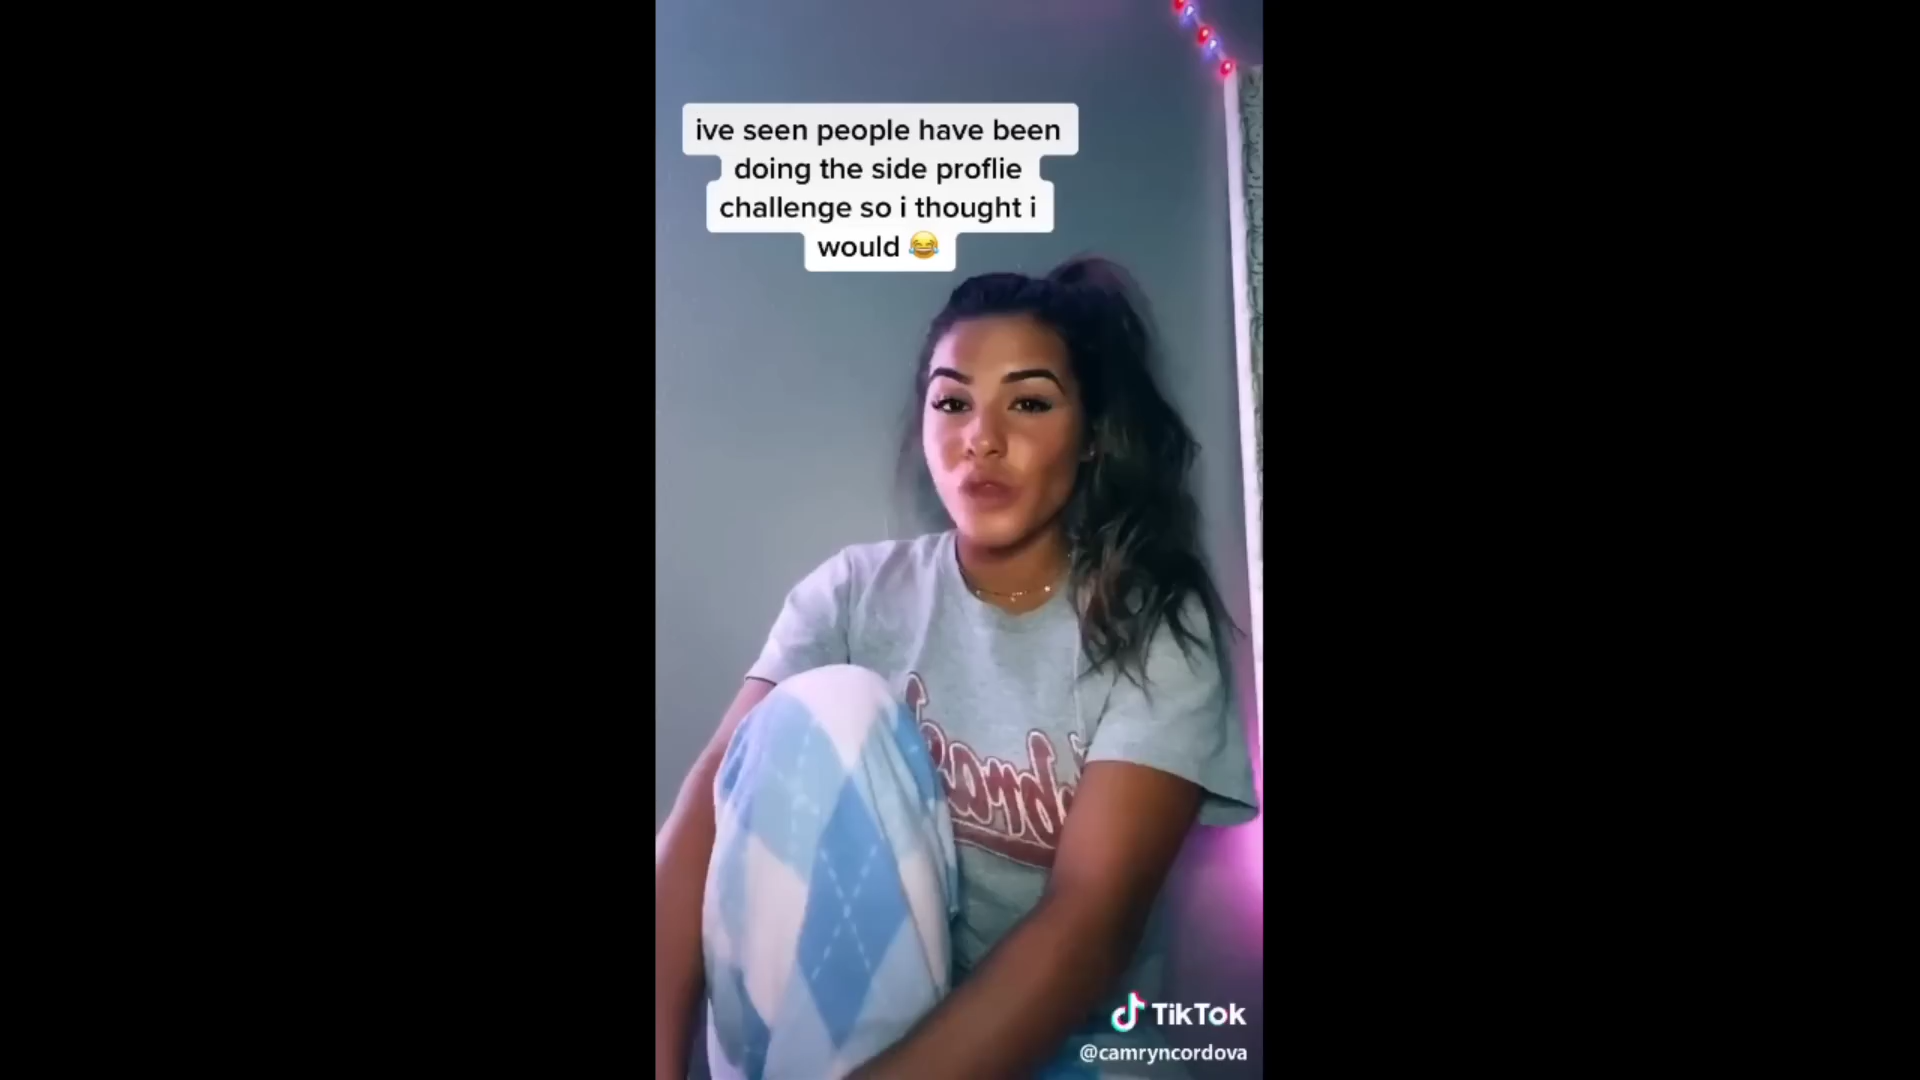 ive seen people have been
doing the side proflie
challenge so i thought i
would 😂
TikTok
@camryncordova